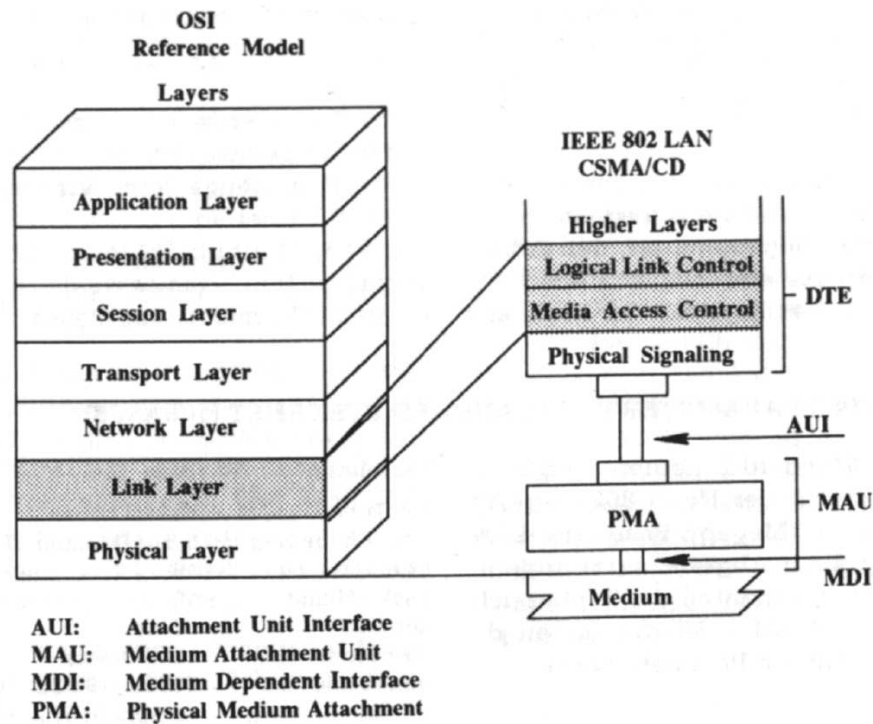 OSI
Reference Model
Layers
Application Layer
Presentation Layer
Session Layer
Transport Layer
Network Layer
Link Layer
Physical Layer
IEEE 802 LAN
CSMA/CD
Higher Layers
Logical Link Control
Media Access Control
Physical Signaling
DTE
AUI
PMA
MAU
MDI
Medium
AUI: Attachment Unit Interface
MAU: Medium Attachment Unit
MDI: Medium Dependent Interface
PMA: Physical Medium Attachment